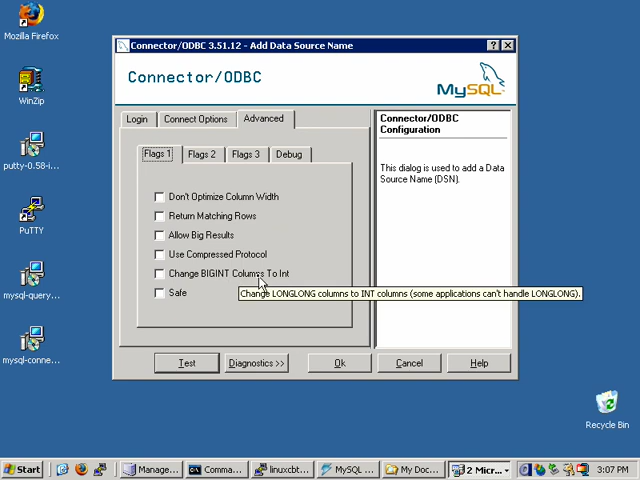 Mozilla Firefox
WinZip
putty-0.58-i...
PuTTY
mysql-query...
mysql-conne...
Recycle Bin
Connector/ODBC 3.51.12 - Add Data Source Name
Connector/ODBC
MySQL
Login
Connect Options
Advanced
Flags 1
Flags 2
Flags 3
Debug
Don't Optimize Column Width
Return Matching Rows
Allow Big Results
Use Compressed Protocol
Change BIGINT Columns To Int
Safe
Change LONGLONG columns to INT columns (some applications can't handle LONGLONG).
Connector/ODBC
Configuration
This dialog is used to add a Data
Source Name (DSN).
Test
Diagnostics >>
Ok
Cancel
Help
Start
Manage...
Comma...
linuxcbt...
MySQL ...
My Doc...
2 Micr...
3:07 PM